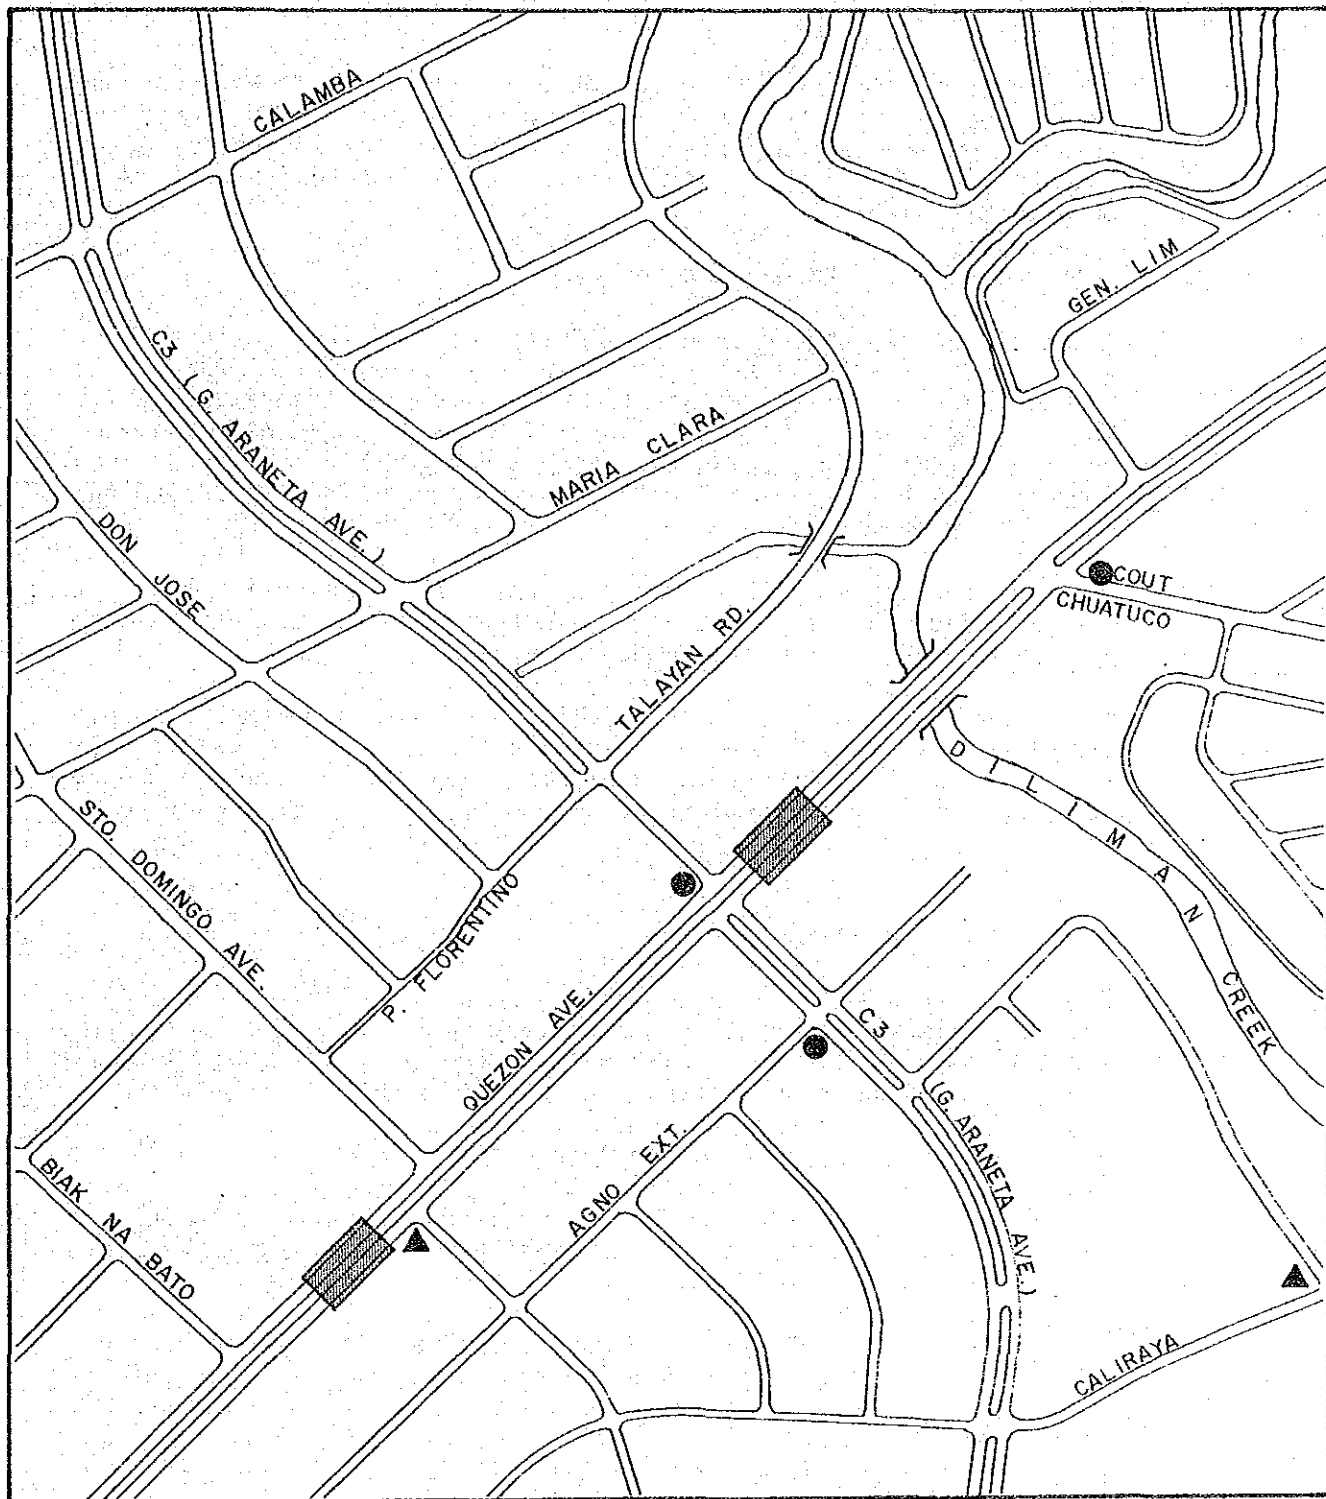 CALAMBA
GEN. LIM
C3 (G. ARANETA AVE.)
MARIA CLARA
DON JOSE
COUT
CHUATUCO
TALAYAN RD.
DILIMAN CREEK
STO. DOMINGO AVE.
P. FLORENTINO
QUEZON AVE.
C3 (G. ARANETA AVE.)
AGNO EXT.
BIAK NA BATO
CALIRAYA